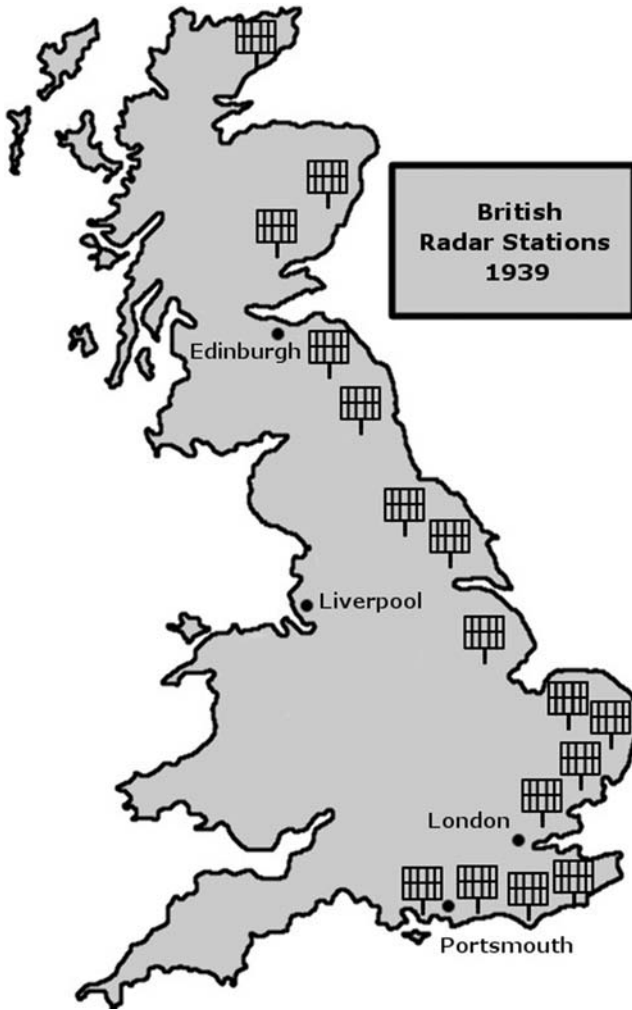 British
Radar Stations
1939
Edinburgh
Liverpool
London
Portsmouth